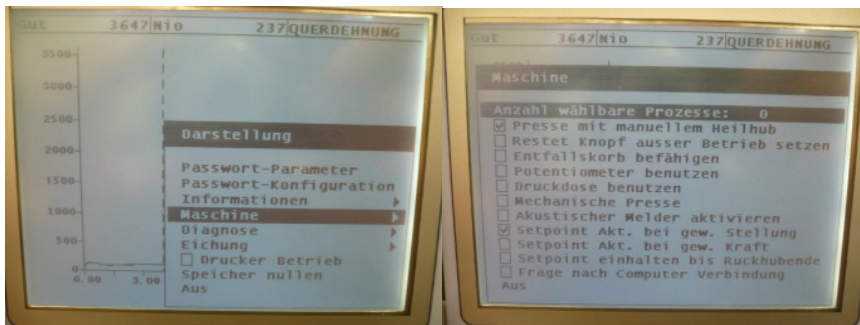 Gut 3647 Nio 237 QUERDEHNUNG
3500
3000
2500
2000
1500
1000
500
0
0.00 3.00
Darstellung
Passwort-Parameter
Passwort-Konfiguration
Informationen
Maschine
Diagnose
Eichung
Drucker Betrieb
Speicher nullen
Aus
Gut 3647 Nio 237 QUERDEHNUNG
Maschine
Anzahl wählbare Prozesse: 0
Presse mit manuellem Heilhub
Restet Knopf ausser Betrieb setzen
Entfallskorb befähigen
Potentiometer benutzen
Druckdose benutzen
Mechanische Presse
Akustischer Melder aktivieren
Setpoint Akt. bei gew. Stellung
Setpoint Akt. bei gew. Kraft
Setpoint einhalten bis Ruckhubende
Frage nach Computer Verbindung
Aus